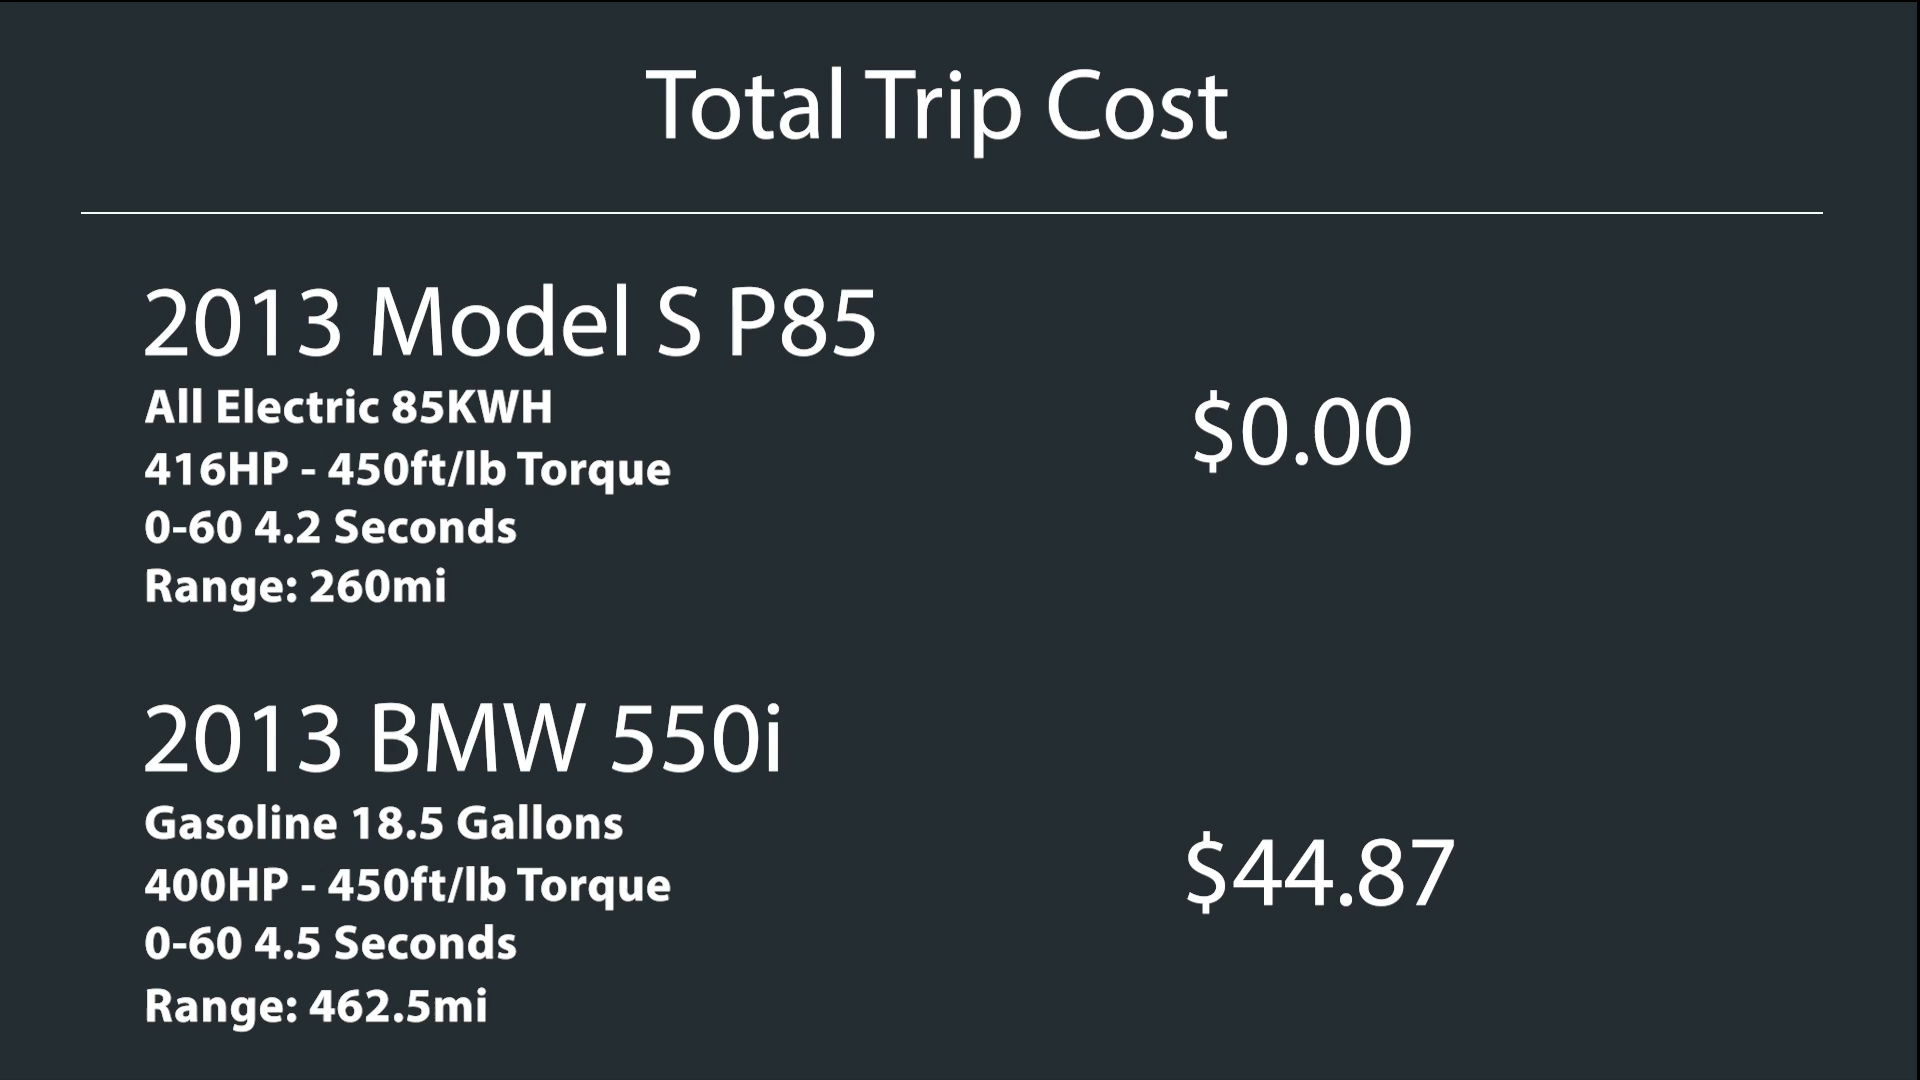 Total Trip Cost
2013 Model S P85
All Electric 85KWH
416HP - 450ft/lb Torque
0-60 4.2 Seconds
Range: 260mi
$0.00
2013 BMW 550i
Gasoline 18.5 Gallons
400HP - 450ft/lb Torque
0-60 4.5 Seconds
Range: 462.5mi
$44.87